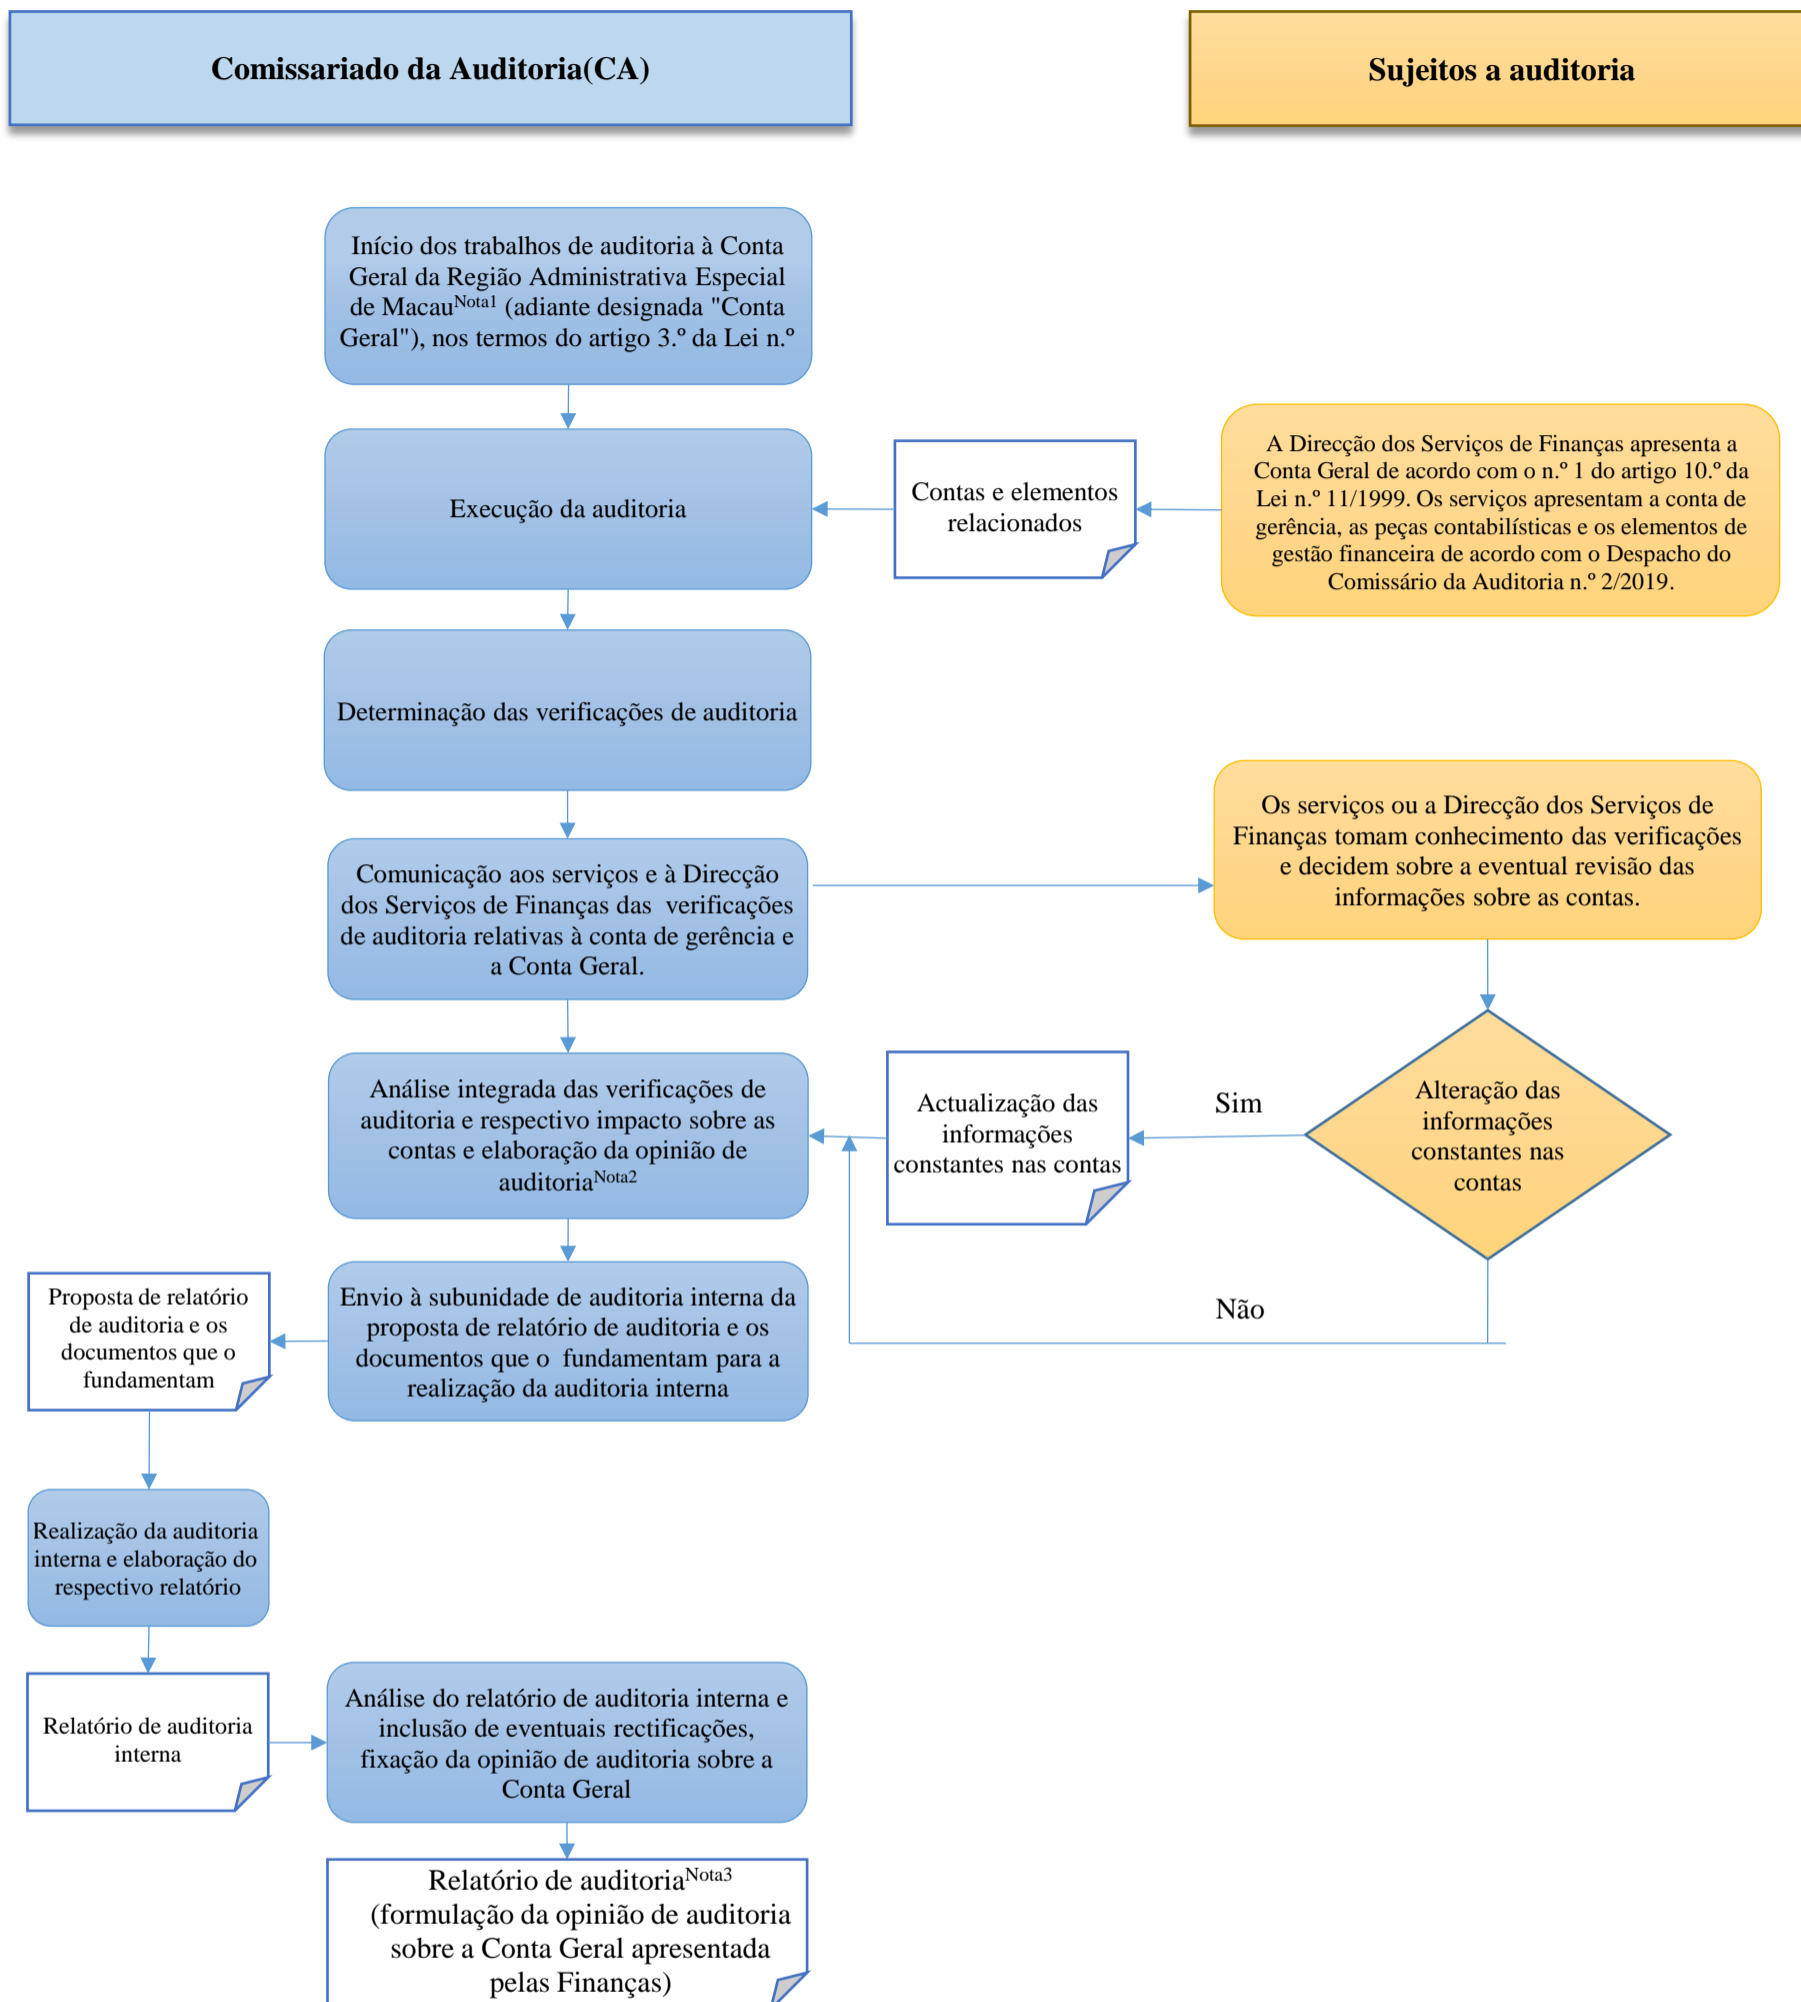 Comissariado da Auditoria(CA)
Sujeitos a auditoria
Início dos trabalhos de auditoria à Conta
Geral da Região Administrativa Especial
de MacauNota1 (adiante designada "Conta
Geral"), nos termos do artigo 3.º da Lei n.º
Execução da auditoria
Contas e elementos
relacionados
A Direcção dos Serviços de Finanças apresenta a
Conta Geral de acordo com o n.º 1 do artigo 10.º da
Lei n.º 11/1999. Os serviços apresentam a conta de
gerência, as peças contabilísticas e os elementos de
gestão financeira de acordo com o Despacho do
Comissário da Auditoria n.º 2/2019.
Determinação das verificações de auditoria
Comunicação aos serviços e à Direcção
dos Serviços de Finanças das  verificações
de auditoria relativas à conta de gerência e
a Conta Geral.
Os serviços ou a Direcção dos Serviços de
Finanças tomam conhecimento das verificações
e decidem sobre a eventual revisão das
informações sobre as contas.
Análise integrada das verificações de
auditoria e respectivo impacto sobre as
contas e elaboração da opinião de
auditoriaNota2
Actualização das
informações
constantes nas contas
Sim
Alteração das
informações
constantes nas
contas
Não
Proposta de relatório
de auditoria e os
documentos que o
fundamentam
Envio à subunidade de auditoria interna da
proposta de relatório de auditoria e os
documentos que o  fundamentam para a
realização da auditoria interna
Realização da auditoria
interna e elaboração do
respectivo relatório
Relatório de auditoria
interna
Análise do relatório de auditoria interna e
inclusão de eventuais rectificações,
fixação da opinião de auditoria sobre a
Conta Geral
Relatório de auditoriaNota3
(formulação da opinião de auditoria
sobre a Conta Geral apresentada
pelas Finanças)